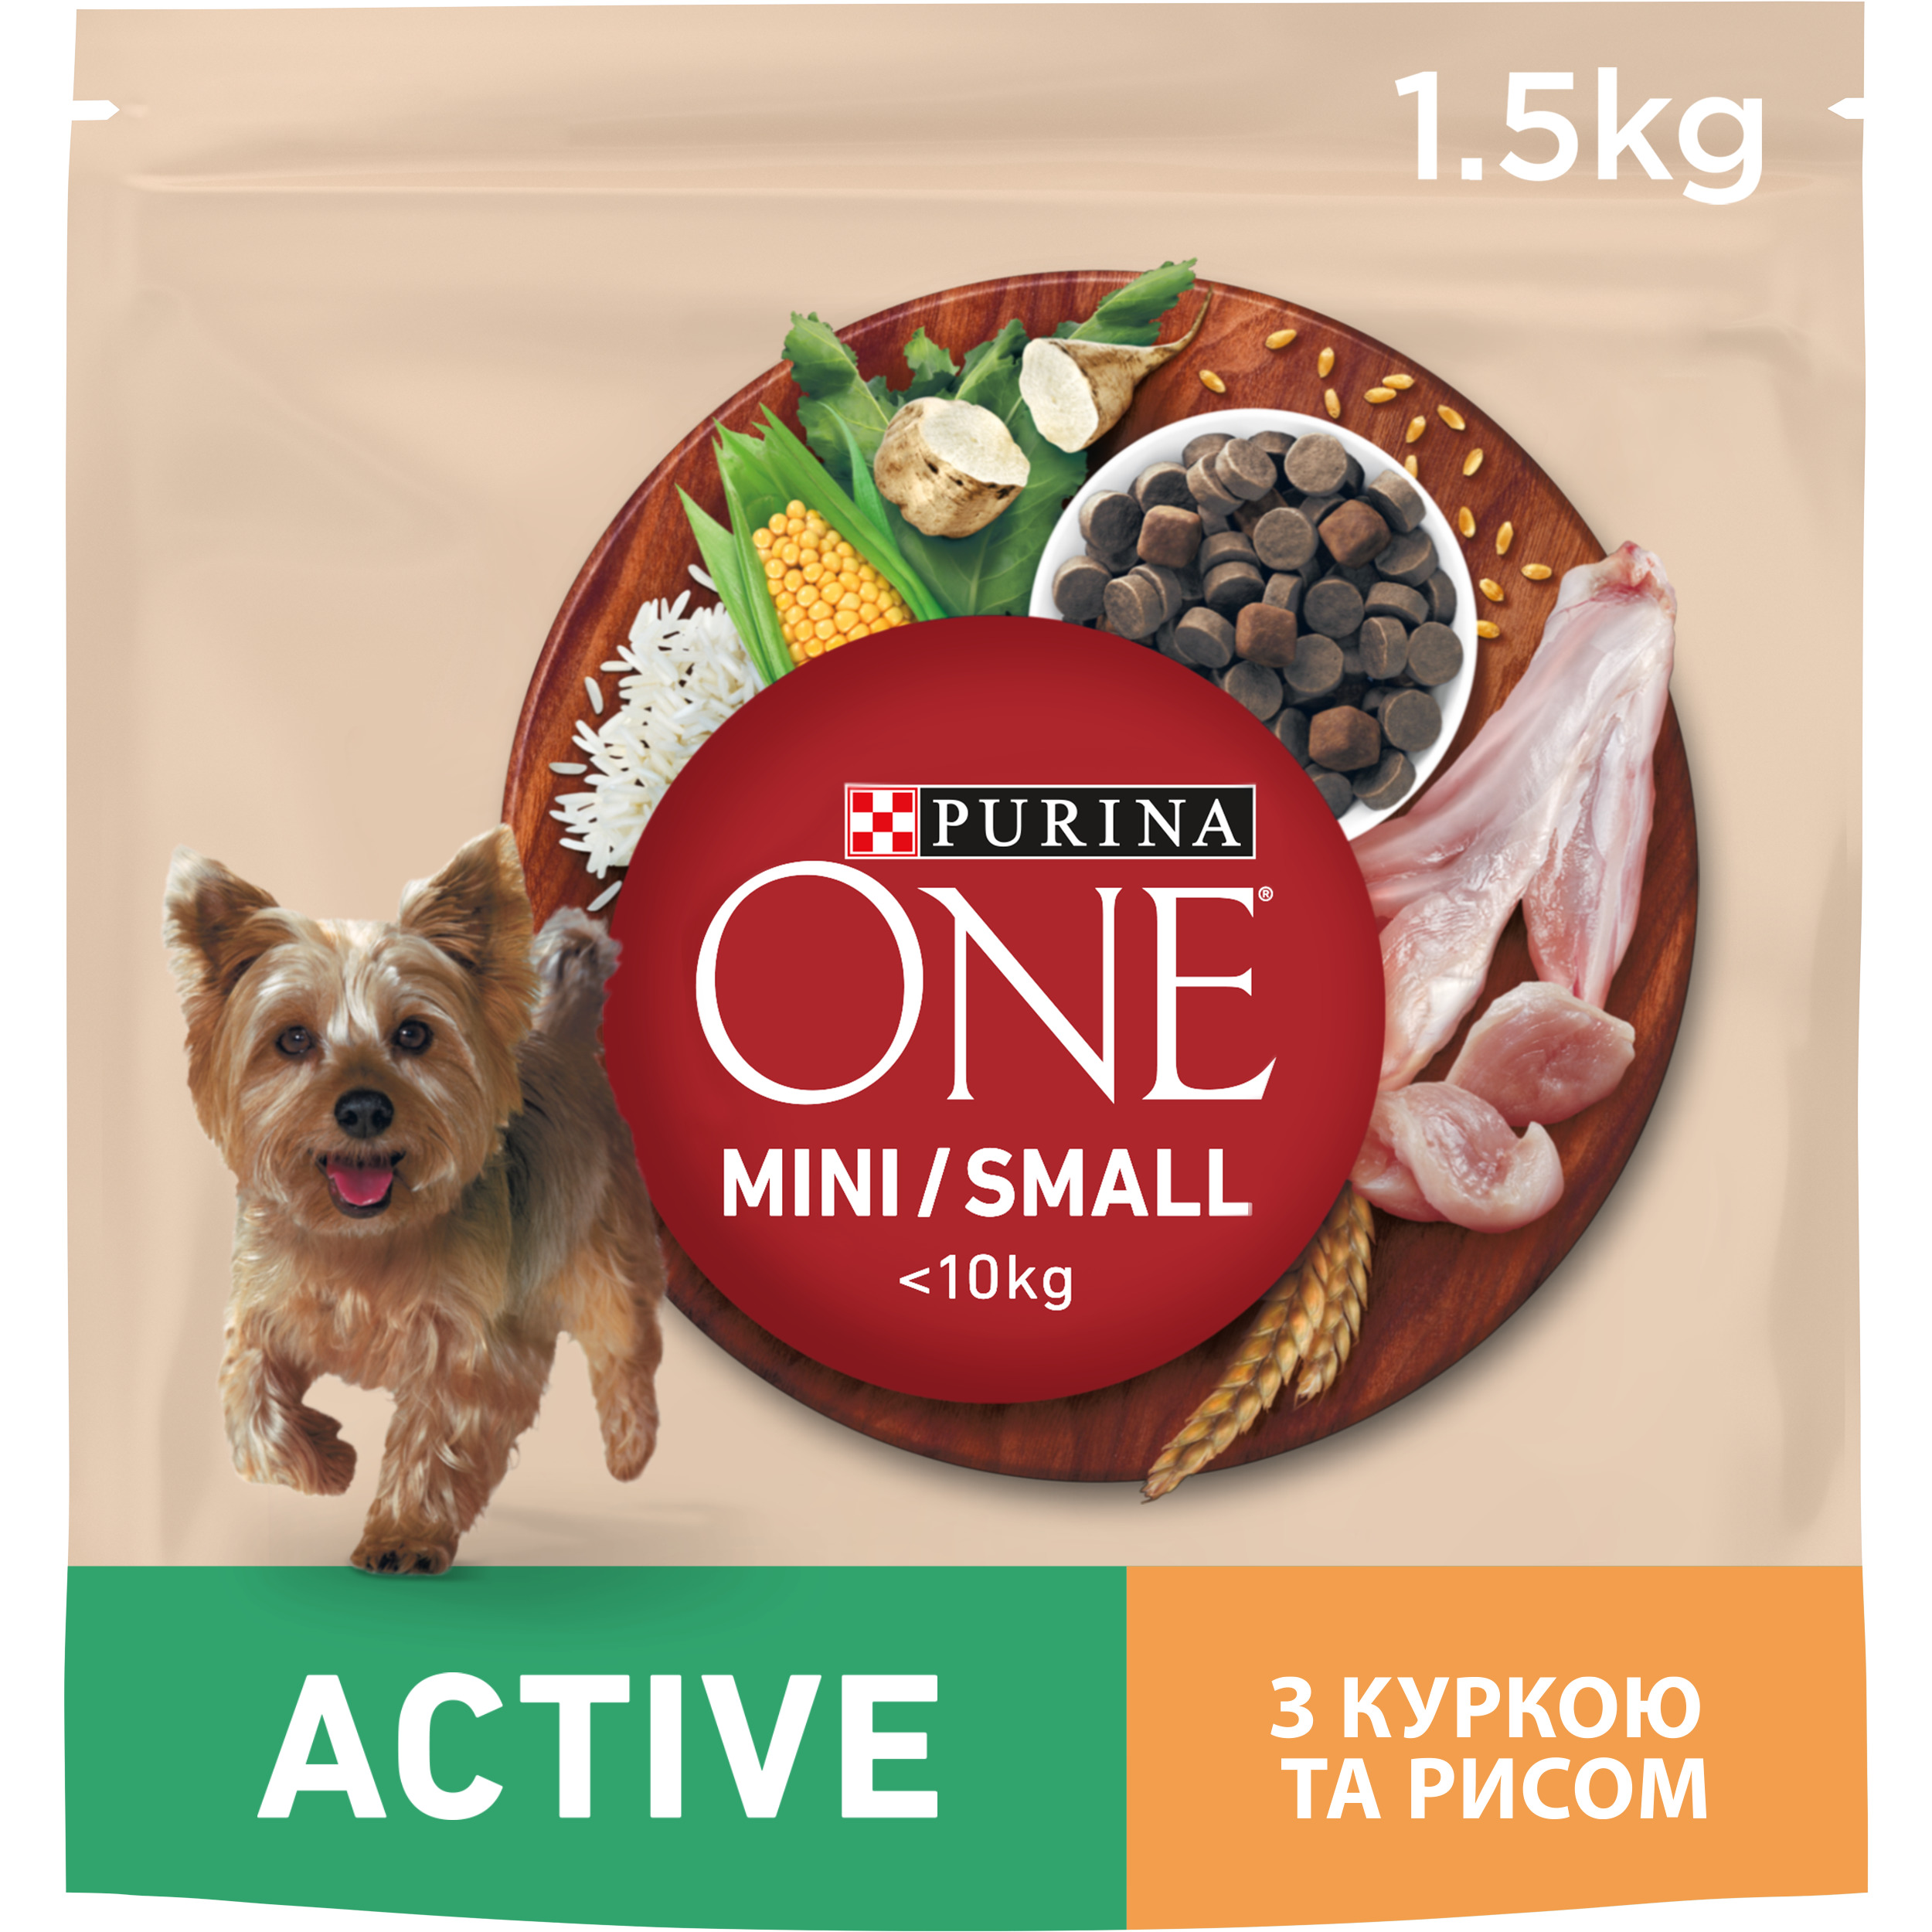 1.5kg
PURINA
ONE®
MINI/SMALL
<10kg
ACTIVE
З КУРКОЮ
ТА РИСОМ